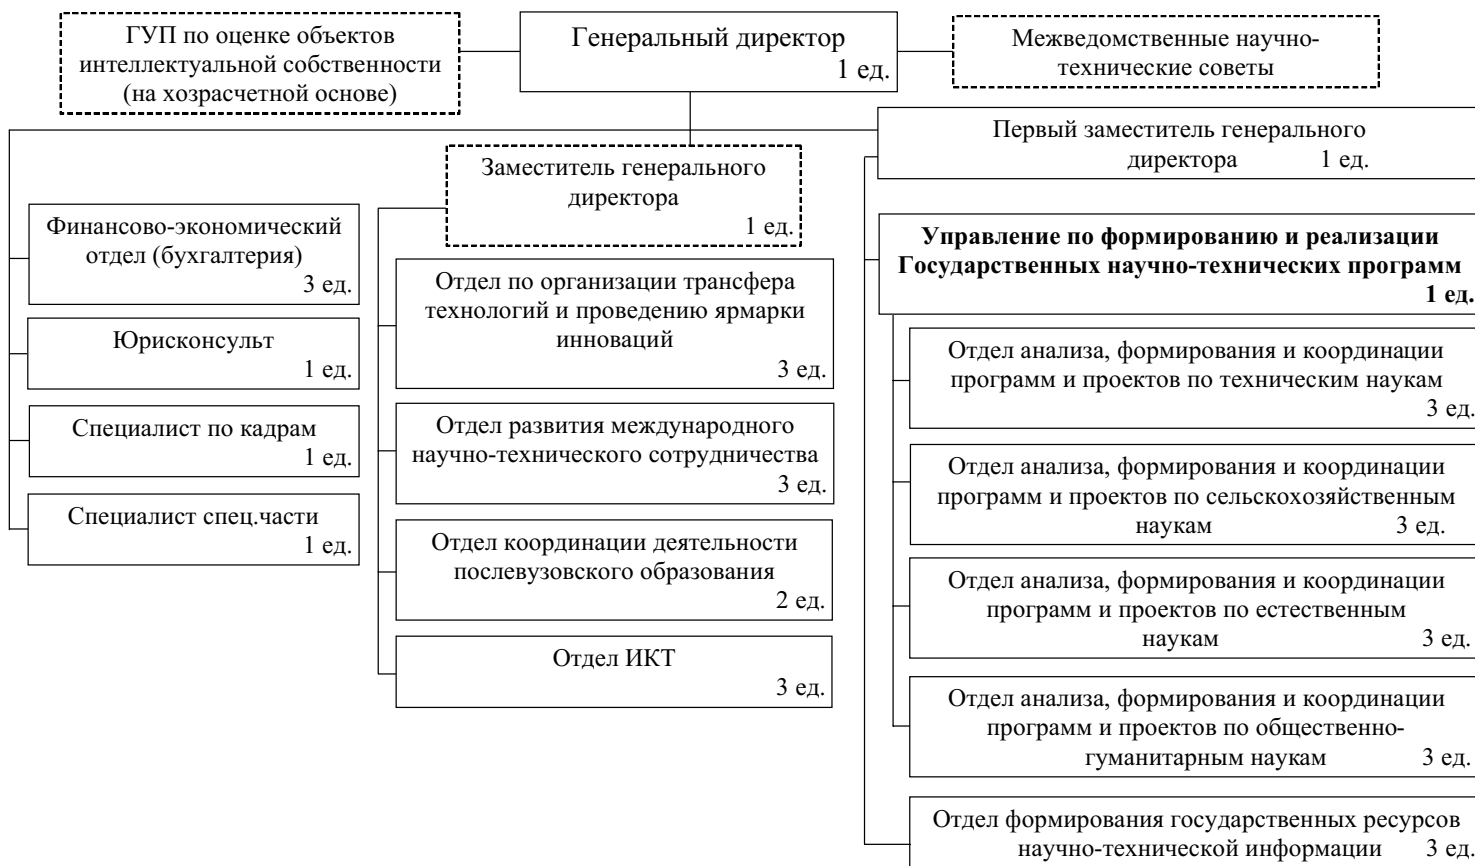 ГУП по оценке объектов
интеллектуальной собственности
(на хозрасчетной основе)
Генеральный директор
1 ед.
Межведомственные научно-
технические советы
Первый заместитель генерального
директора 1 ед.
Заместитель генерального
директора
1 ед.
Финансово-экономический
отдел (бухгалтерия)
3 ед.
Юрисконсульт
1 ед.
Специалист по кадрам
1 ед.
Специалист спец.части
1 ед.
Отдел по организации трансфера
технологий и проведению ярмарки
инноваций
3 ед.
Отдел развития международного
научно-технического сотрудничества
3 ед.
Отдел координации деятельности
послевузовского образования
2 ед.
Отдел ИКТ
3 ед.
Управление по формированию и реализации
Государственных научно-технических программ
1 ед.
Отдел анализа, формирования и координации
программ и проектов по техническим наукам
3 ед.
Отдел анализа, формирования и координации
программ и проектов по сельскохозяйственным
наукам 3 ед.
Отдел анализа, формирования и координации
программ и проектов по естественным
наукам 3 ед.
Отдел анализа, формирования и координации
программ и проектов по общественно-
гуманитарным наукам 3 ед.
Отдел формирования государственных ресурсов
научно-технической информации 3 ед.